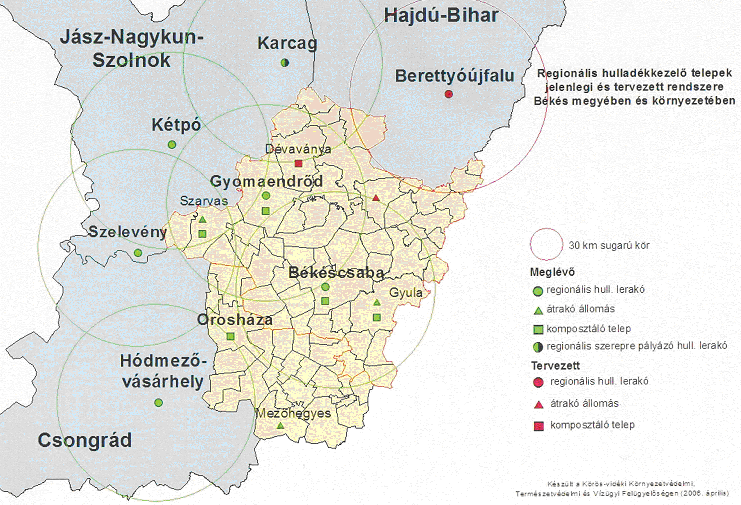 Hajdú-Bihar
Jász-Nagykun-
Szolnok
Karcag
Berettyóújfalu
Regionális hulladékkezelő telepek
jelenlegi és tervezett rendszere
Békés megyében és környezetében
Kétpó
Dévaványa
Gyomaendrőd
Szarvas
Szelevény
30 km sugarú kör
Békéscsaba
Meglévő
regionális hull. lerakó
Gyula
átrakó állomás
Orosháza
komposztáló telep
regionális szerepre pályázó hull. lerakó
Hódmező-
vásárhely
Tervezett
regionális hull. lerakó
átrakó állomás
Mezőhegyes
komposztáló telep
Csongrád
Készült a Körös-vidéki Környezetvédelmi,
Természetvédelmi és Vízügyi Felügyelőségen (2006. április)